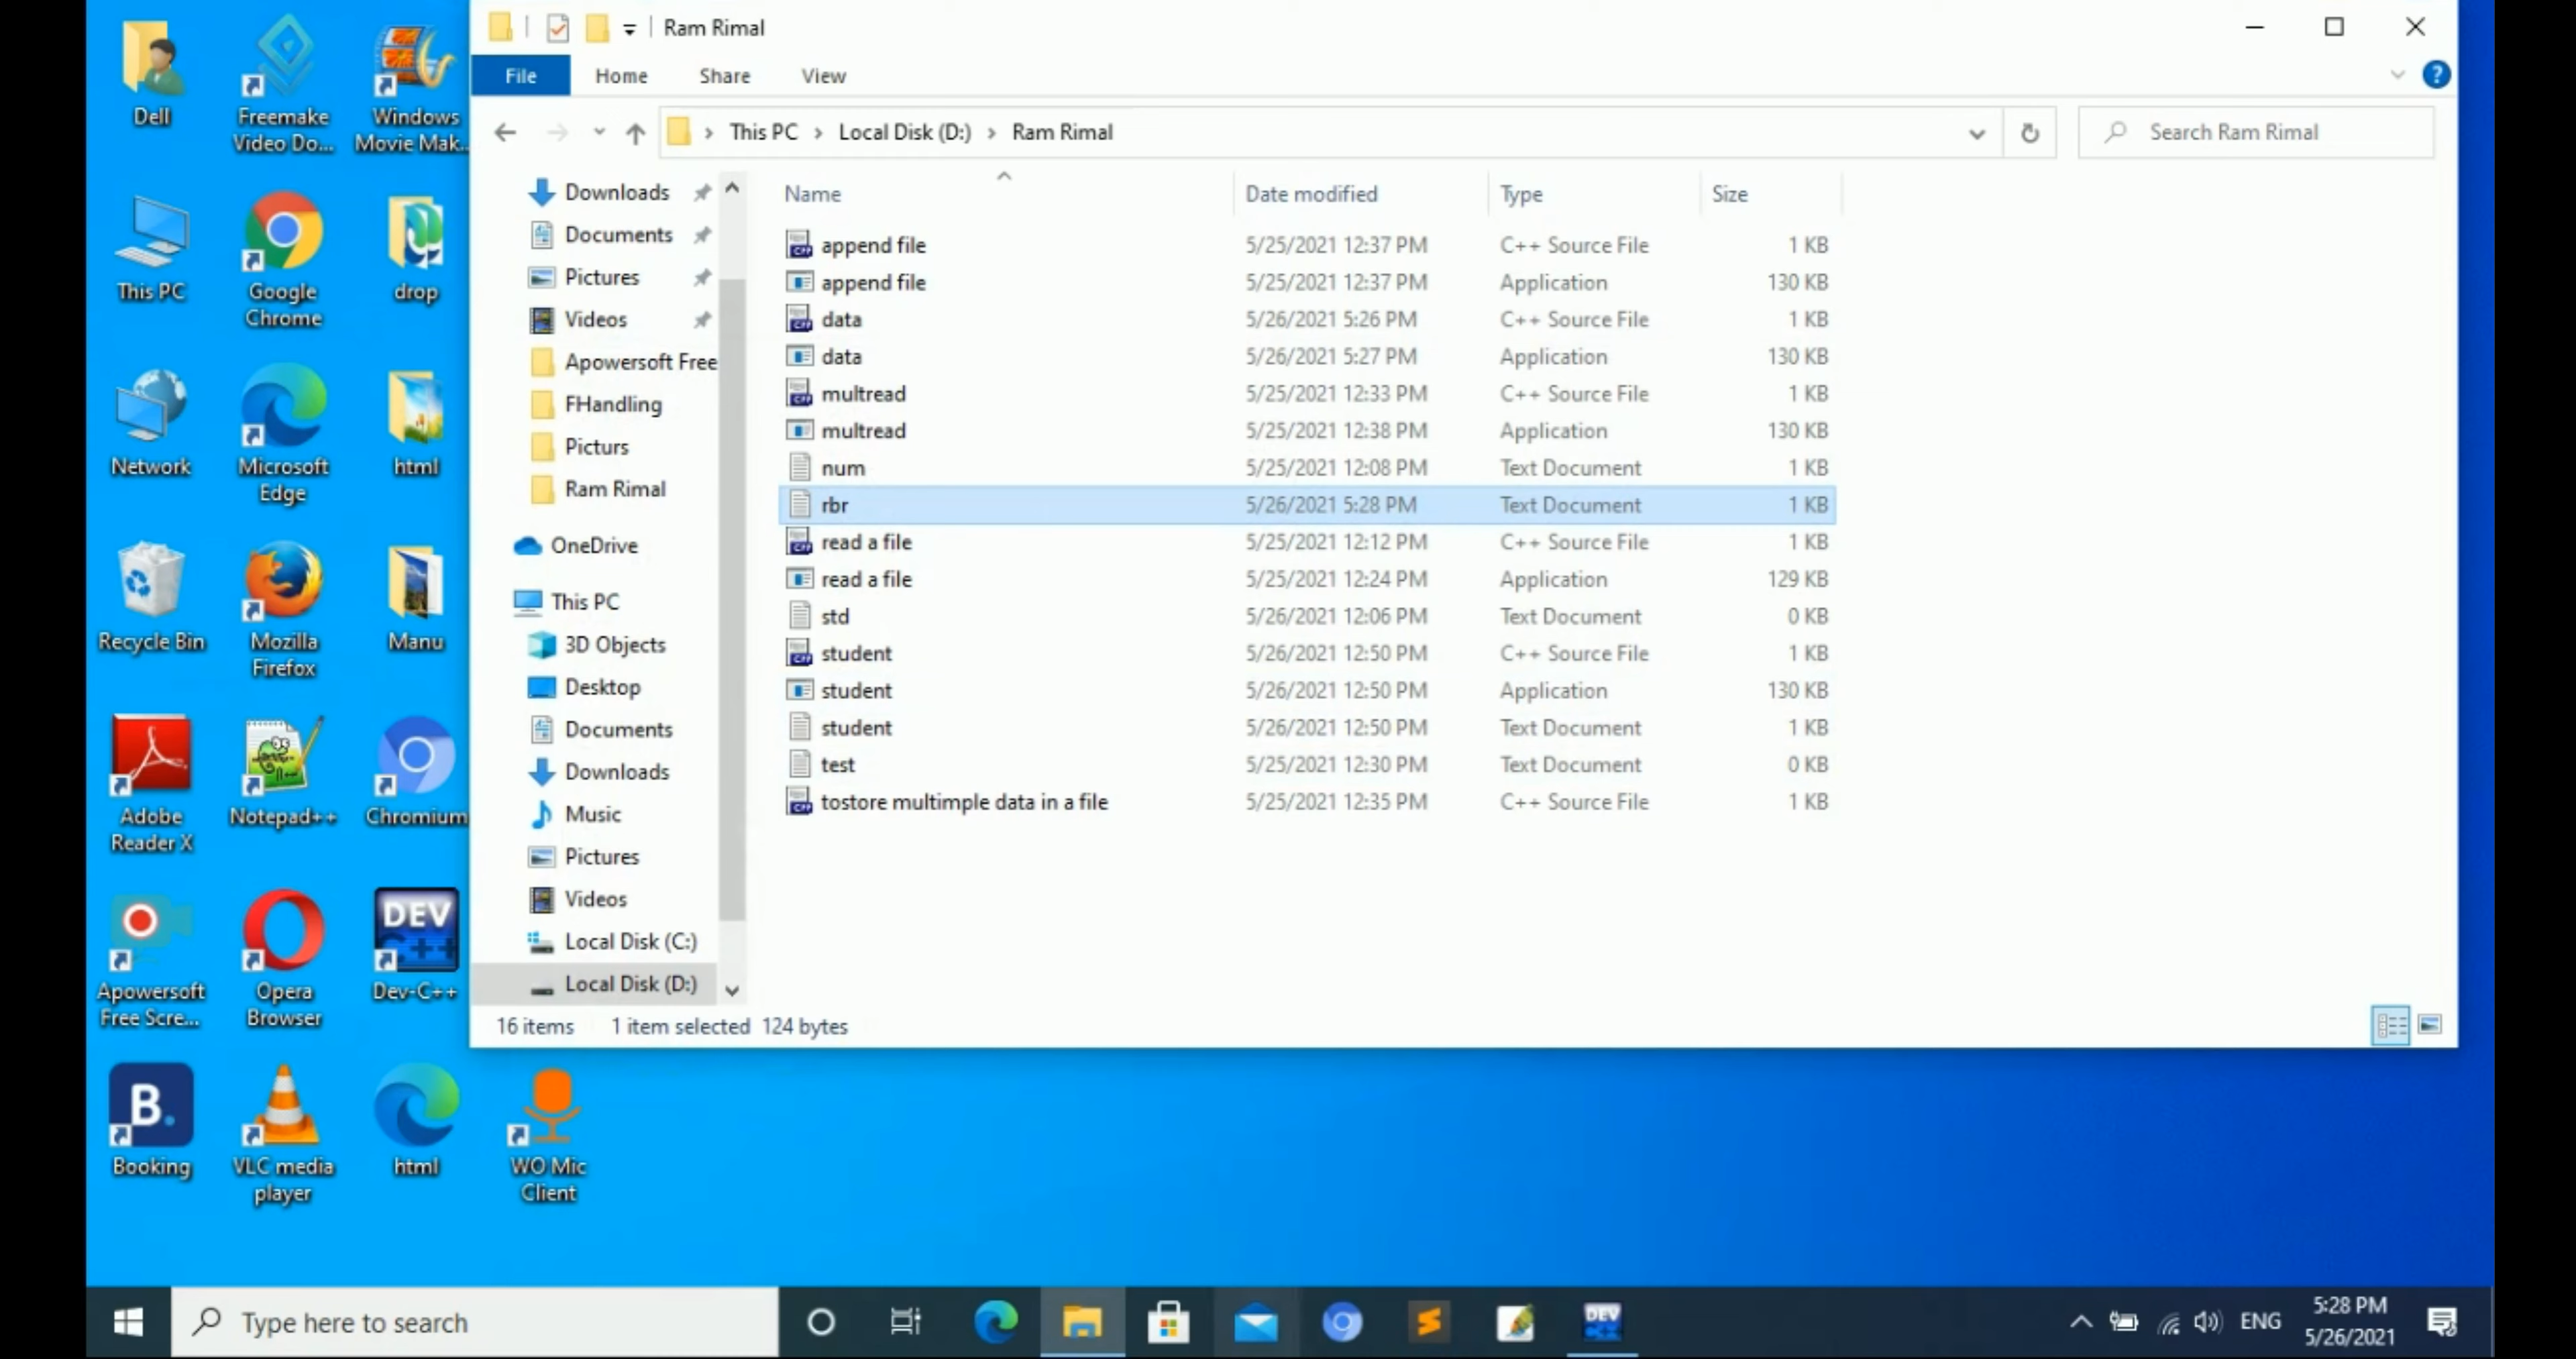 Ram Rimal
File Home Share View
This PC Local Disk (D:) Ram Rimal
Search Ram Rimal
Name Date modified Type Size
append file 5/25/2021 12:37 PM C++ Source File 1 KB
append file 5/25/2021 12:37 PM Application 130 KB
data 5/26/2021 5:26 PM C++ Source File 1 KB
data 5/26/2021 5:27 PM Application 130 KB
multread 5/25/2021 12:33 PM C++ Source File 1 KB
multread 5/25/2021 12:38 PM Application 130 KB
num 5/25/2021 12:08 PM Text Document 1 KB
rbr 5/26/2021 5:28 PM Text Document 1 KB
read a file 5/25/2021 12:12 PM C++ Source File 1 KB
read a file 5/25/2021 12:24 PM Application 129 KB
std 5/26/2021 12:06 PM Text Document 0 KB
student 5/26/2021 12:50 PM C++ Source File 1 KB
student 5/26/2021 12:50 PM Application 130 KB
student 5/26/2021 12:50 PM Text Document 1 KB
test 5/25/2021 12:30 PM Text Document 0 KB
tostore multimple data in a file 5/25/2021 12:35 PM C++ Source File 1 KB
Downloads
Documents
Pictures
Videos
Apowersoft Free
FHandling
Picturs
Ram Rimal
OneDrive
This PC
3D Objects
Desktop
Documents
Downloads
Music
Pictures
Videos
Local Disk (C:)
Local Disk (D:)
16 items 1 item selected 124 bytes
Dell
Freemake
Video Do...
Windows
Movie Mak...
This PC
Google
Chrome
drop
Network
Microsoft
Edge
html
Recycle Bin
Mozilla
Firefox
Manu
Adobe
Reader X
Notepad++
Chromium
Apowersoft
Free Scre...
Opera
Browser
DEV
C++
Dev-C++
B.
Booking
VLC media
player
html
WO Mic
Client
Type here to search
DEV
C++
ENG
5:28 PM
5/26/2021